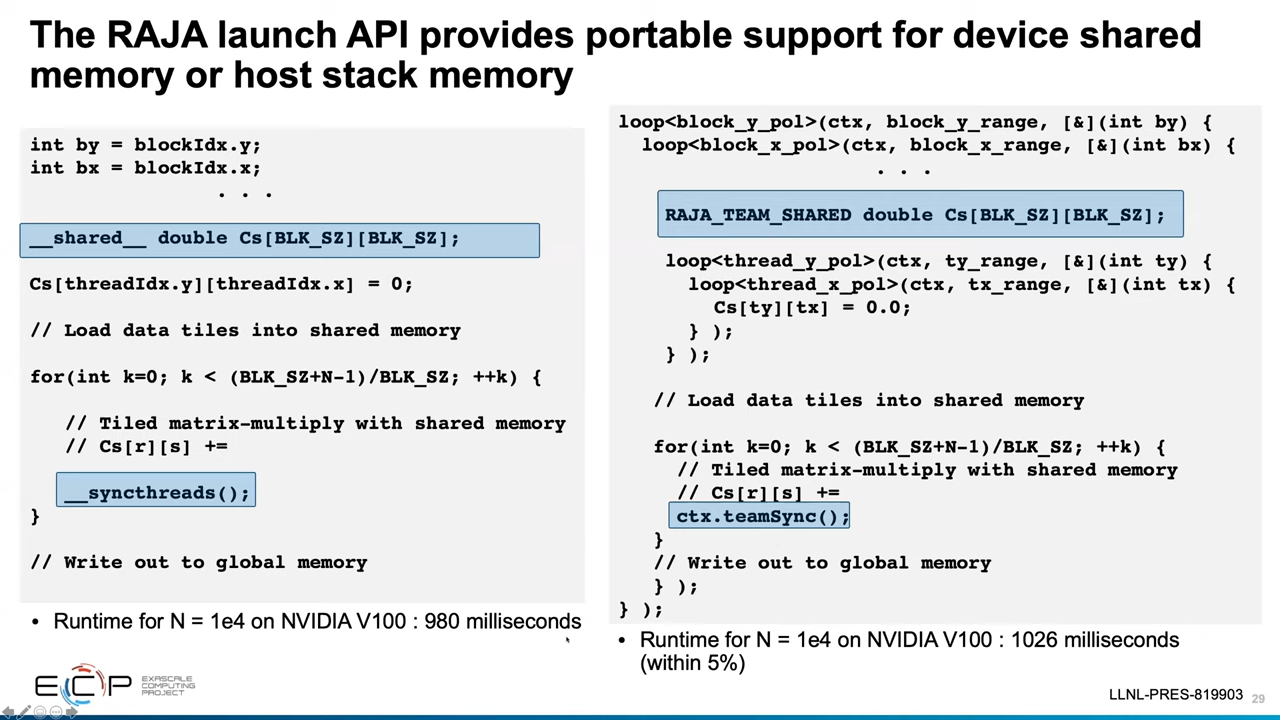 The RAJA launch API provides portable support for device shared
memory or host stack memory
int by = blockIdx.y;
int bx = blockIdx.x;
. . .
__shared__ double Cs[BLK_SZ][BLK_SZ];
Cs[threadIdx.y][threadIdx.x] = 0;
// Load data tiles into shared memory
for(int k=0; k < (BLK_SZ+N-1)/BLK_SZ; ++k) {
// Tiled matrix-multiply with shared memory
// Cs[r][s] +=
__syncthreads();
}
// Write out to global memory
• Runtime for N = 1e4 on NVIDIA V100 : 980 milliseconds
loop<block_y_pol>(ctx, block_y_range, [&](int by) {
loop<block_x_pol>(ctx, block_x_range, [&](int bx) {
. . .
RAJA_TEAM_SHARED double Cs[BLK_SZ][BLK_SZ];
loop<thread_y_pol>(ctx, ty_range, [&](int ty) {
loop<thread_x_pol>(ctx, tx_range, [&](int tx) {
Cs[ty][tx] = 0.0;
} );
} );
// Load data tiles into shared memory
for(int k=0; k < (BLK_SZ+N-1)/BLK_SZ; ++k) {
// Tiled matrix-multiply with shared memory
// Cs[r][s] +=
ctx.teamSync();
}
// Write out to global memory
} );
} );
• Runtime for N = 1e4 on NVIDIA V100 : 1026 milliseconds
(within 5%)
ECP
EXASCALE
COMPUTING
PROJECT
LLNL-PRES-819903
29